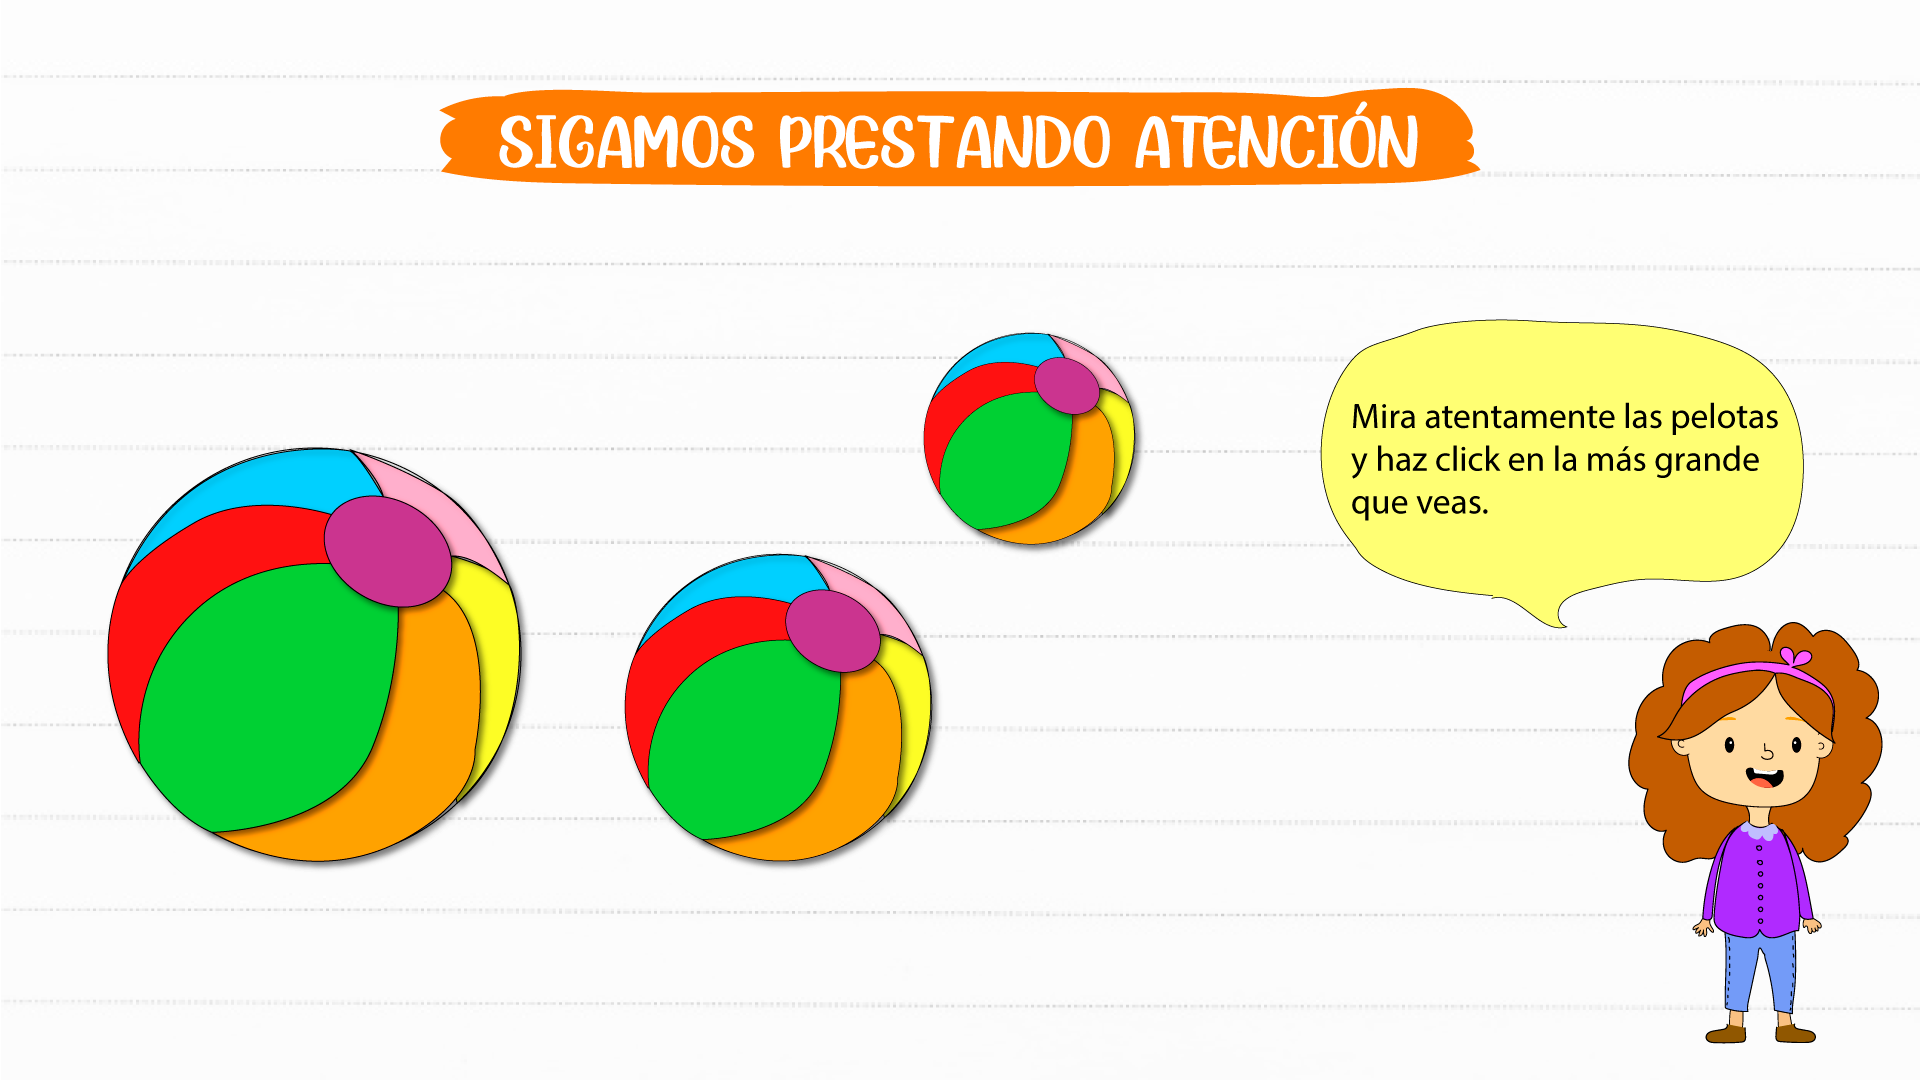 SIGAMOS PRESTANDO ATENCIÓN
Mira atentamente las pelotas
y haz click en la más grande
que veas.